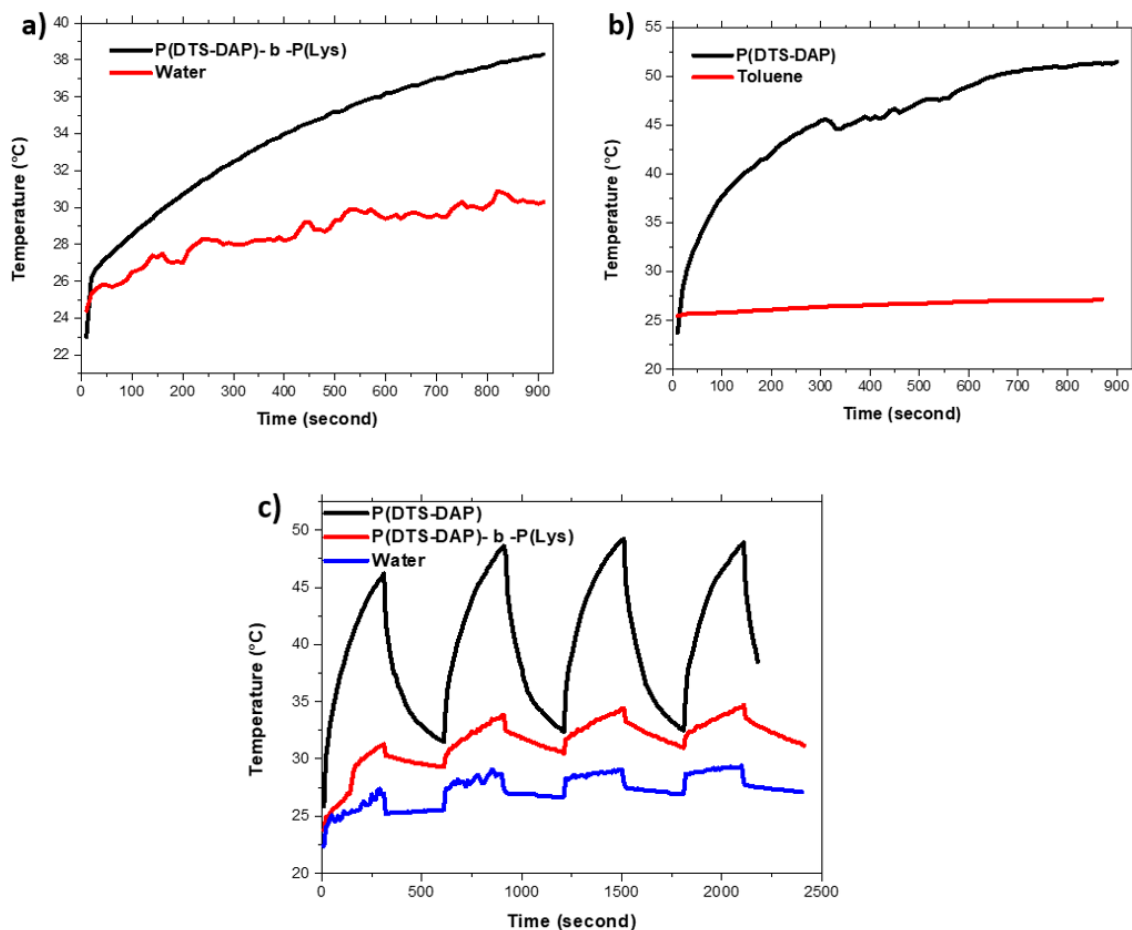 a)
P(DTS-DAP)- b -P(Lys)
Water
Temperature (°C)
40
38
36
34
32
30
28
26
24
22
0 100 200 300 400 500 600 700 800 900
Time (second)
b)
P(DTS-DAP)
Toluene
Temperature (°C)
55
50
45
40
35
30
25
20
0 100 200 300 400 500 600 700 800 900
Time (second)
c)
P(DTS-DAP)
P(DTS-DAP)- b -P(Lys)
Water
Temperature (°C)
50
45
40
35
30
25
20
0 500 1000 1500 2000 2500
Time (second)